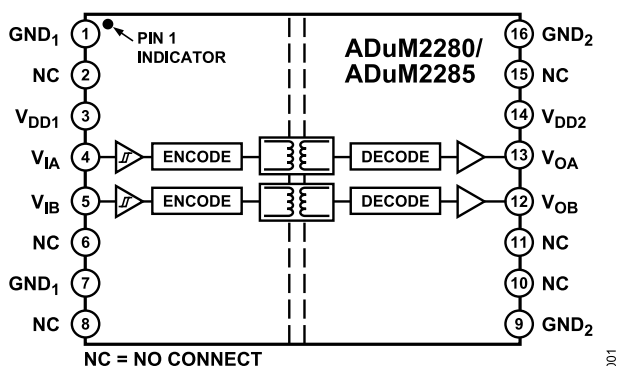 GND1 1
PIN 1
INDICATOR
NC 2
VDD1 3
VIA 4
ENCODE
DECODE
VIB 5
ENCODE
DECODE
NC 6
GND1 7
NC 8
ADuM2280/
ADuM2285
16 GND2
15 NC
14 VDD2
13 VOA
12 VOB
11 NC
10 NC
9 GND2
NC = NO CONNECT
001